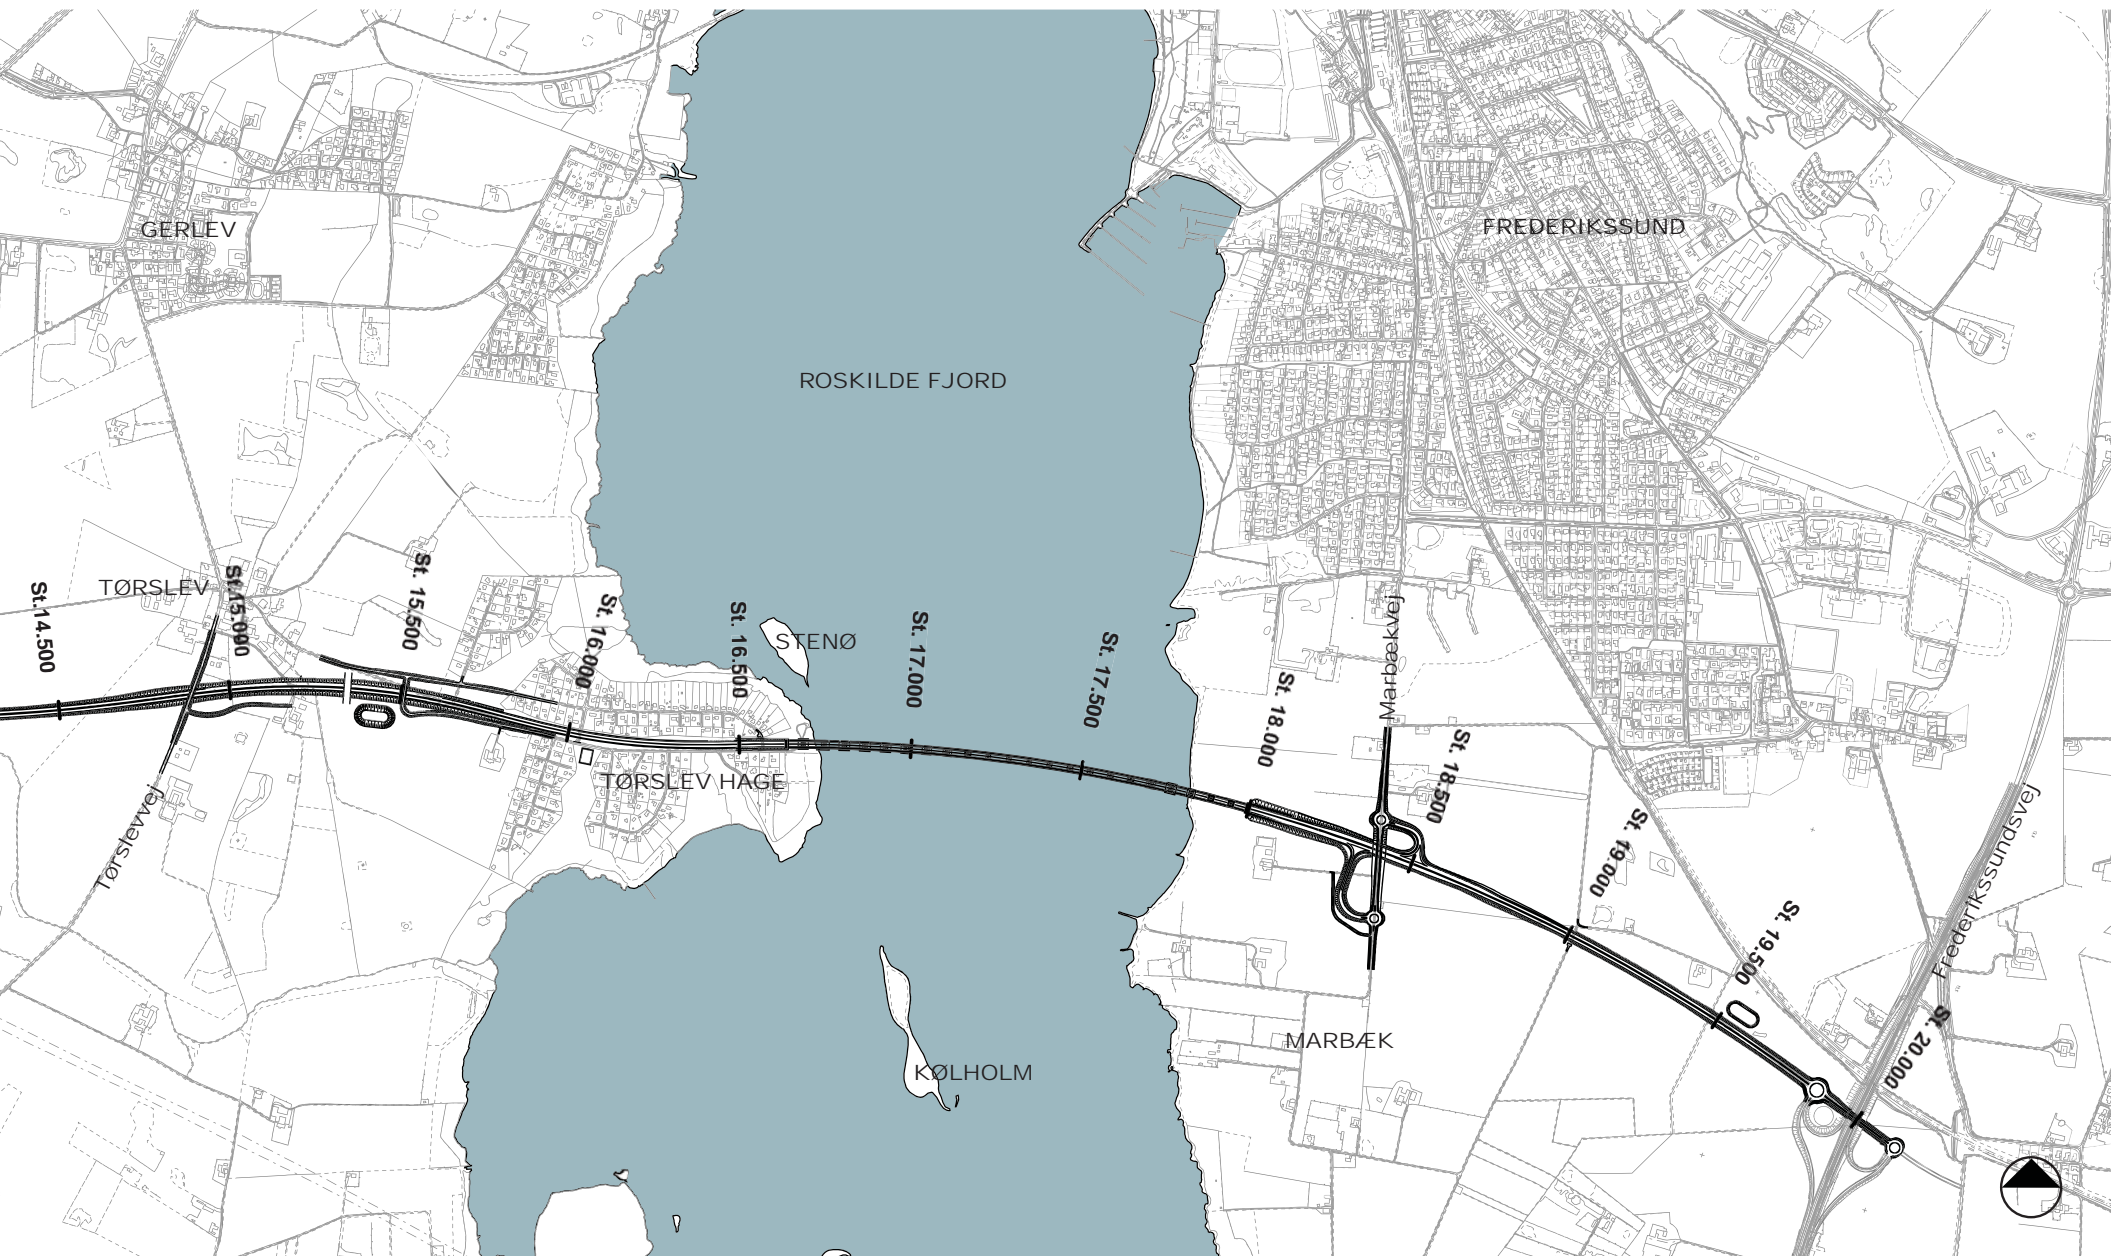 GERLEV
FREDERIKSSUND
ROSKILDE FJORD
TØRSLEV
St.14.500
St.15.000
St. 15.500
St. 16.000
St. 16.500
STENØ
St. 17.000
St. 17.500
St. 18.000
Marbækvej
St. 18.500
TØRSLEV HAGE
Tørslevvej
St. 19.000
St. 19.500
Frederikssundsvej
St. 20.000
MARBÆK
KØLHOLM